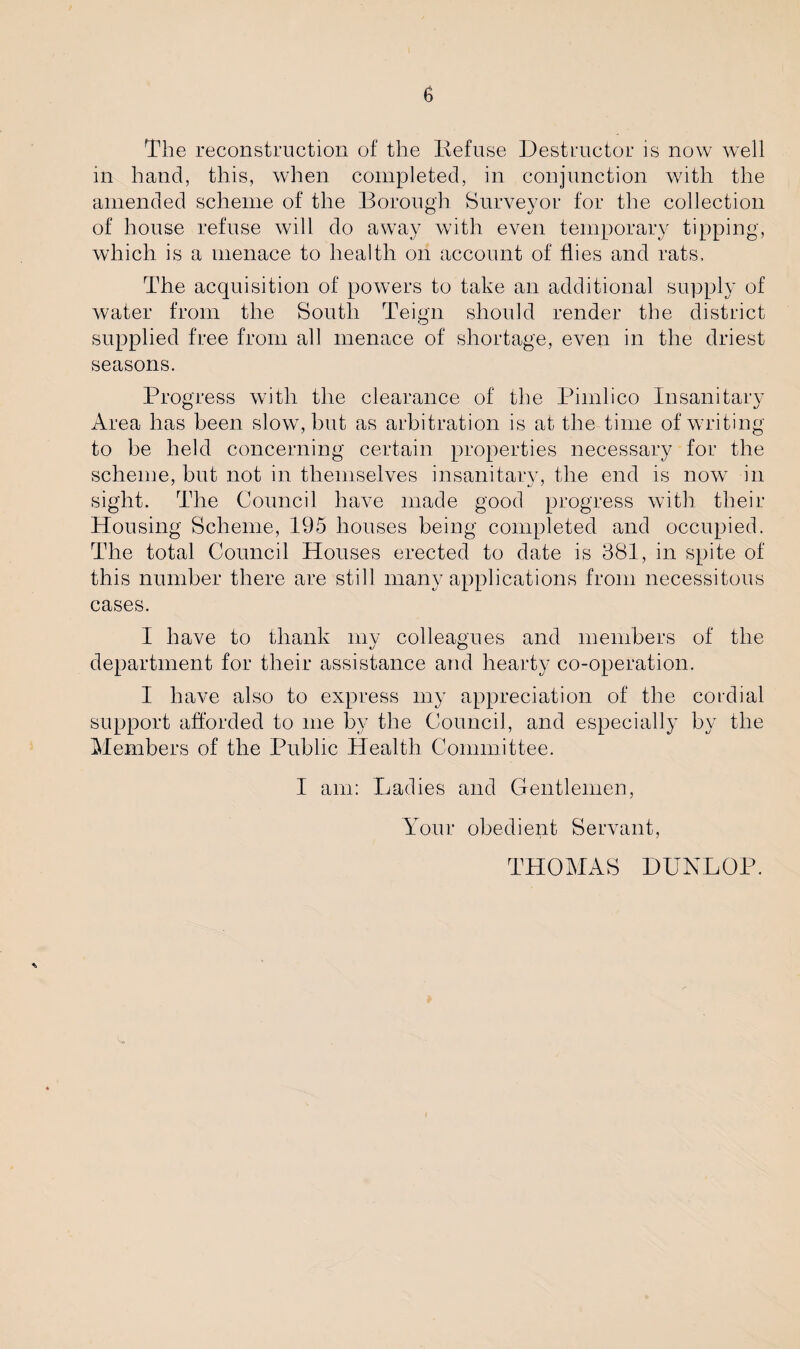 6
The reconstruction of the Refuse Destructor is now well
in hand, this, when completed, in conjunction with the
amended scheme of the Borough Surveyor for the collection
of house refuse will do away with even temporary tipping,
which is a menace to health on account of flies and rats.
The acquisition of powers to take an additional supply of
water from the South Teign should render the district
supplied free from all menace of shortage, even in the driest
seasons.
Progress with the clearance of the Pimlico Insanitary
Area has been slow, but as arbitration is at the time of writing
to be held concerning certain properties necessary for the
scheme, but not in themselves insanitary, the end is now in
sight. The Council have made good progress with their
Housing Scheme, 195 houses being completed and occupied.
The total Council Houses erected to date is 381, in spite of
this number there are still many applications from necessitous
cases.
I have to thank my colleagues and members of the
department for their assistance and hearty co-operation.
I have also to express my appreciation of the cordial
support afforded to me by the Council, and especially by the
Members of the Public Health Committee.
I am: Ladies and Gentlemen,
Your obedient Servant,
THOMAS DUNLOP.